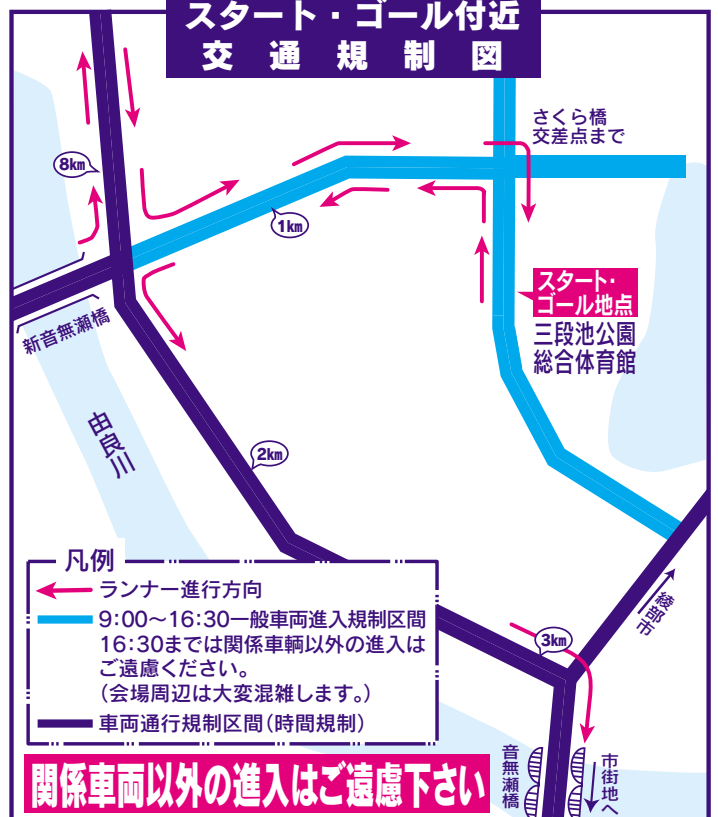 スタート・ゴール付近
交通規制図
さくら橋
交差点まで
8km
1km
スタート・
ゴール地点
三段池公園
総合体育館
新音無瀬橋
由良川
2km
凡例
ランナー進行方向
9:00～16:30一般車両進入規制区間
16:30までは関係車輌以外の進入は
ご遠慮ください。
(会場周辺は大変混雑します。)
車両通行規制区間(時間規制)
綾部市
3km
音無瀬橋
市街地へ
関係車両以外の進入はご遠慮下さい